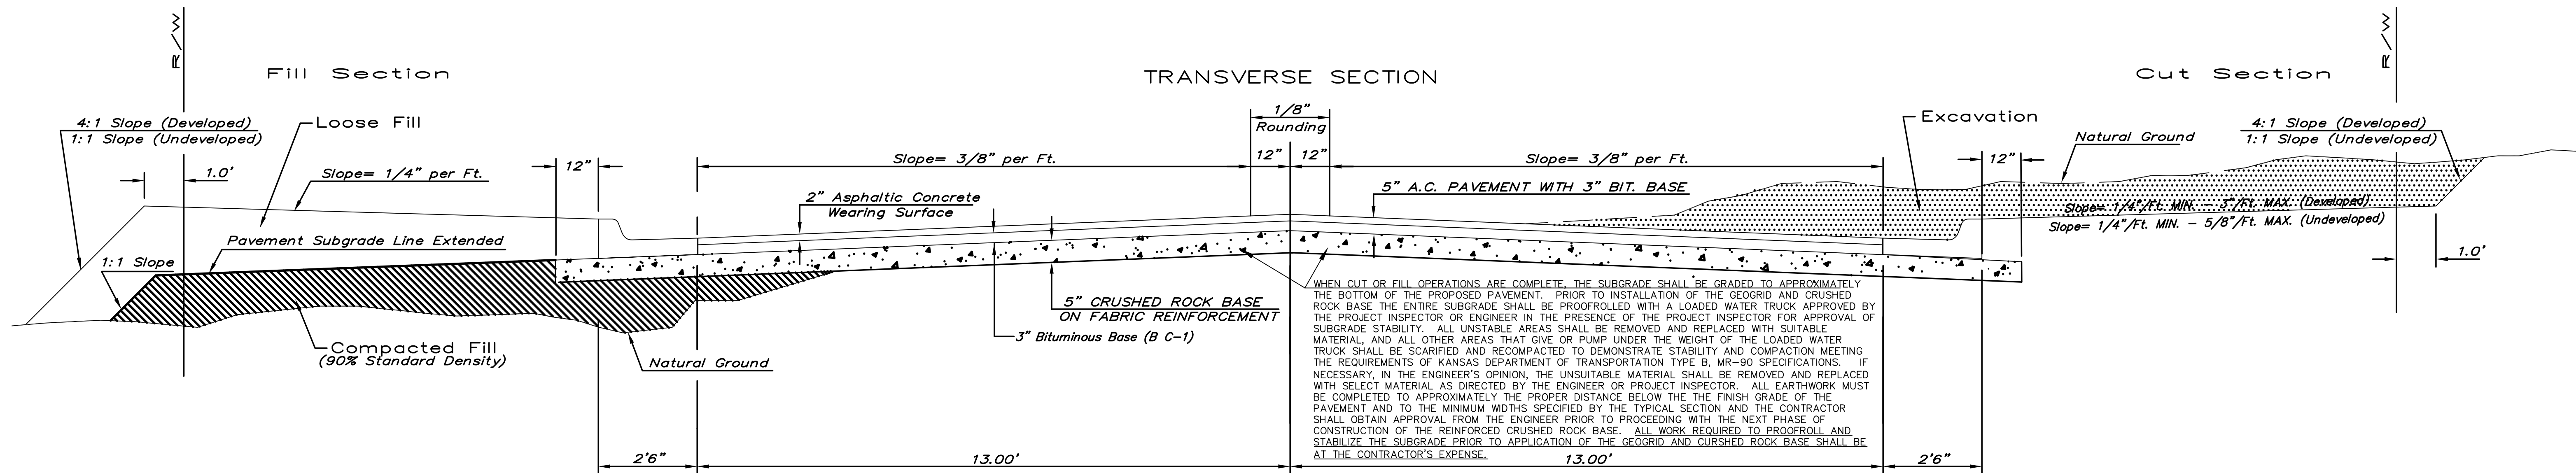 R/W
R/W
Fill Section
TRANSVERSE SECTION
Cut Section
1/8"
Rounding
4:1 Slope (Developed)
1:1 Slope (Undeveloped)
Loose Fill
Excavation
4:1 Slope (Developed)
1:1 Slope (Undeveloped)
Natural Ground
12"
Slope= 3/8" per Ft.
12"
12"
Slope= 3/8" per Ft.
12"
1.0'
Slope= 1/4" per Ft.
2" Asphaltic Concrete
Wearing Surface
5" A.C. PAVEMENT WITH 3" BIT. BASE
Slope= 1/4"/Ft. MIN. - 3"/Ft. MAX. (Developed)
Slope= 1/4"/Ft. MIN. - 5/8"/Ft. MAX. (Undeveloped)
Pavement Subgrade Line Extended
1:1 Slope
1.0'
5" CRUSHED ROCK BASE
ON FABRIC REINFORCEMENT
3" Bituminous Base (B C-1)
Compacted Fill
(90% Standard Density)
Natural Ground
WHEN CUT OR FILL OPERATIONS ARE COMPLETE, THE SUBGRADE SHALL BE GRADED TO APPROXIMATELY
THE BOTTOM OF THE PROPOSED PAVEMENT. PRIOR TO INSTALLATION OF THE GEOGRID AND CRUSHED
ROCK BASE THE ENTIRE SUBGRADE SHALL BE PROOFROLLED WITH A LOADED WATER TRUCK APPROVED BY
THE PROJECT INSPECTOR OR ENGINEER IN THE PRESENCE OF THE PROJECT INSPECTOR FOR APPROVAL OF
SUBGRADE STABILITY. ALL UNSTABLE AREAS SHALL BE REMOVED AND REPLACED WITH SUITABLE
MATERIAL, AND ALL OTHER AREAS THAT GIVE OR PUMP UNDER THE WEIGHT OF THE LOADED WATER
TRUCK SHALL BE SCARIFIED AND RECOMPACTED TO DEMONSTRATE STABILITY AND COMPACTION MEETING
THE REQUIREMENTS OF KANSAS DEPARTMENT OF TRANSPORTATION TYPE B, MR-90 SPECIFICATIONS. IF
NECESSARY, IN THE ENGINEER'S OPINION, THE UNSUITABLE MATERIAL SHALL BE REMOVED AND REPLACED
WITH SELECT MATERIAL AS DIRECTED BY THE ENGINEER OR PROJECT INSPECTOR. ALL EARTHWORK MUST
BE COMPLETED TO APPROXIMATELY THE PROPER DISTANCE BELOW THE THE FINISH GRADE OF THE
PAVEMENT AND TO THE MINIMUM WIDTHS SPECIFIED BY THE TYPICAL SECTION AND THE CONTRACTOR
SHALL OBTAIN APPROVAL FROM THE ENGINEER PRIOR TO PROCEEDING WITH THE NEXT PHASE OF
CONSTRUCTION OF THE REINFORCED CRUSHED ROCK BASE. ALL WORK REQUIRED TO PROOFROLL AND
STABILIZE THE SUBGRADE PRIOR TO APPLICATION OF THE GEOGRID AND CURSHED ROCK BASE SHALL BE
AT THE CONTRACTOR'S EXPENSE.
2'6"
13.00'
13.00'
2'6"